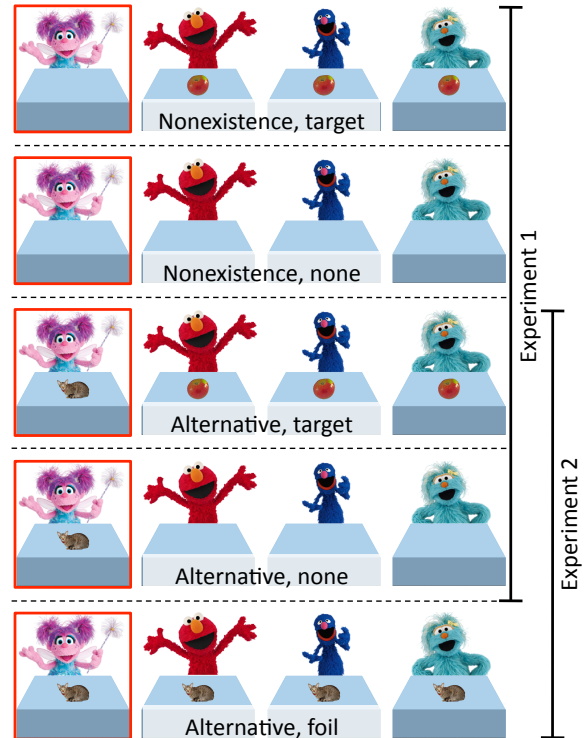 Nonexistence, target
Nonexistence, none
Alternative, target
Alternative, none
Alternative, foil
Experiment 1
Experiment 2